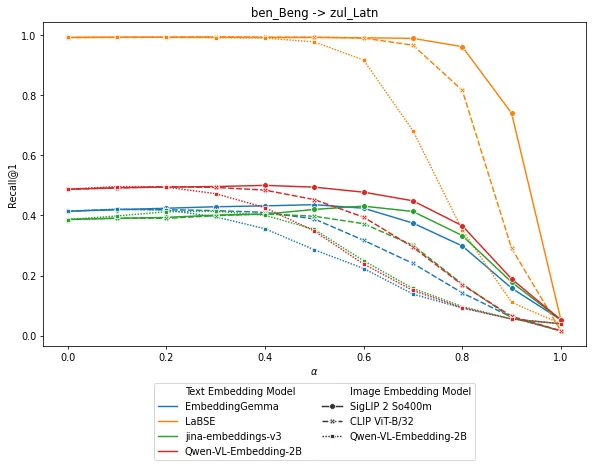 ben_Beng -> zul_Latn
Recall@1
1.0
0.8
0.6
0.4
0.2
0.0
0.0 0.2 0.4 0.6 0.8 1.0
α
Text Embedding Model Image Embedding Model
EmbeddingGemma SigLIP 2 So400m
LaBSE CLIP ViT-B/32
jina-embeddings-v3 Qwen-VL-Embedding-2B
Qwen-VL-Embedding-2B